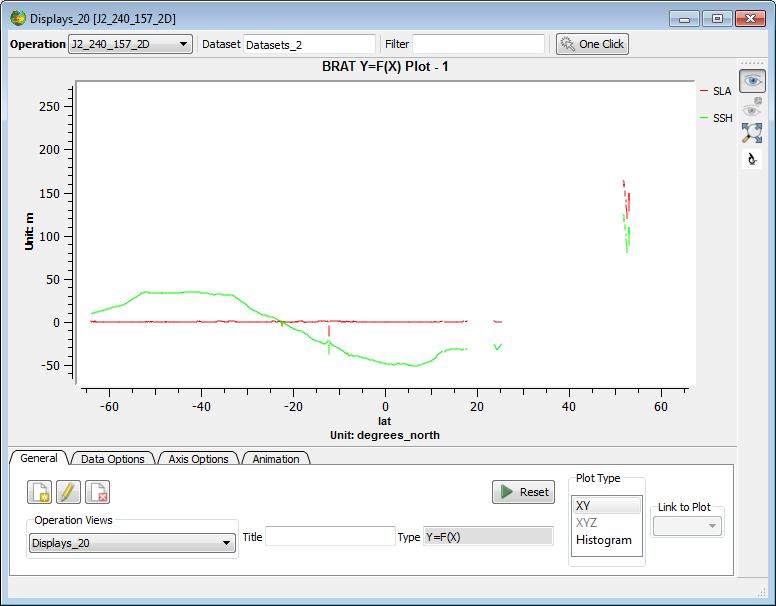 Displays_20 [J2_240_157_2D]
Operation J2_240_157_2D Dataset Datasets_2 Filter One Click
BRAT Y=F(X) Plot - 1
SLA
SSH
250
200
150
100
50
0
-50
Unit: m
-60 -40 -20 0 20 40 60
lat
Unit: degrees_north
General Data Options Axis Options Animation
Reset
Plot Type
XY
XYZ
Histogram
Link to Plot
Operation Views
Displays_20
Title Type Y=F(X)